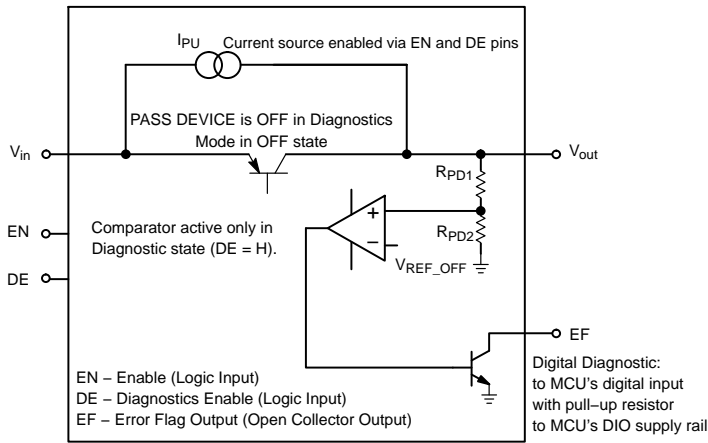 IPU
Current source enabled via EN and DE pins
PASS DEVICE is OFF in Diagnostics
Mode in OFF state
Vin
Vout
RPD1
EN
Comparator active only in
Diagnostic state (DE = H).
+
−
RPD2
VREF_OFF
DE
EF
EN − Enable (Logic Input)
DE − Diagnostics Enable (Logic Input)
EF − Error Flag Output (Open Collector Output)
Digital Diagnostic:
to MCU's digital input
with pull−up resistor
to MCU's DIO supply rail